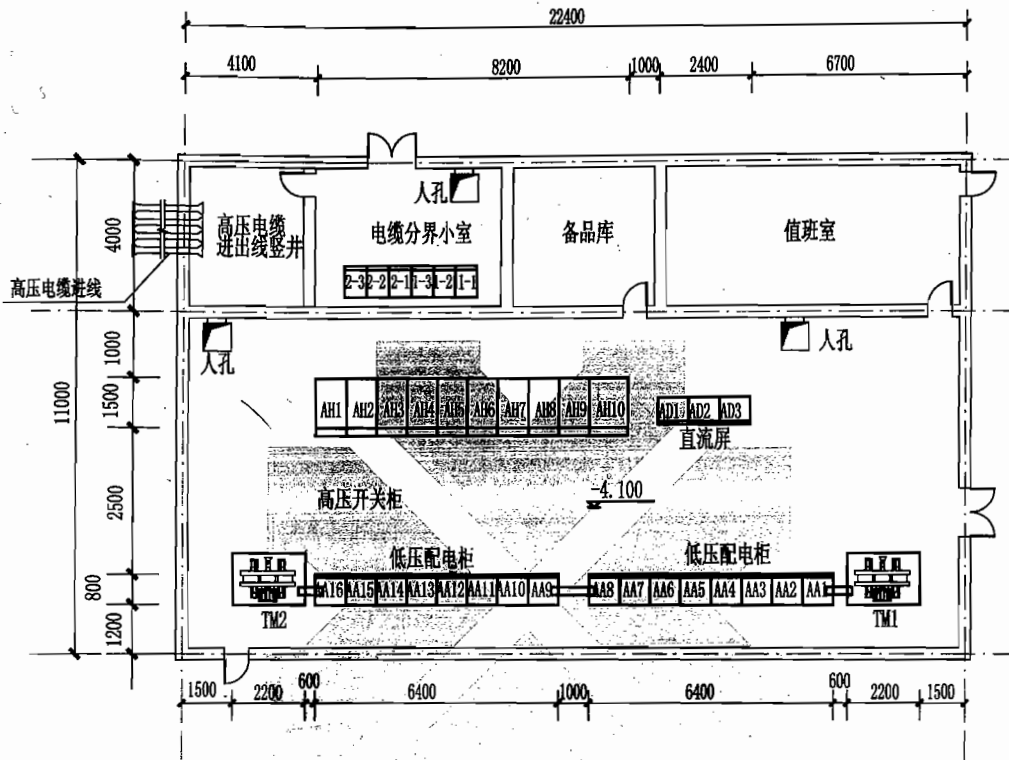 22400
4100
8200
1000
2400
6700
人孔
高压电缆
进出线竖井
电缆分界小室
备品库
值班室
4000
2-3 2-2 2-1 1-3 1-2 1-1
高压电缆进线
人孔
人孔
1000
11000
1500
AH1 AH2 AH3 AH4 AH5 AH6 AH7 AH8 AH9 AH10
AD1 AD2 AD3
直流屏
2500
高压开关柜
-4.100
低压配电柜
低压配电柜
800
AA16 AA15 AA14 AA13 AA12 AA11 AA10 AA9
AA8 AA7 AA6 AA5 AA4 AA3 AA2 AA1
TM2
TM1
1200
1500
2200
600
6400
1000
6400
600
2200
1500